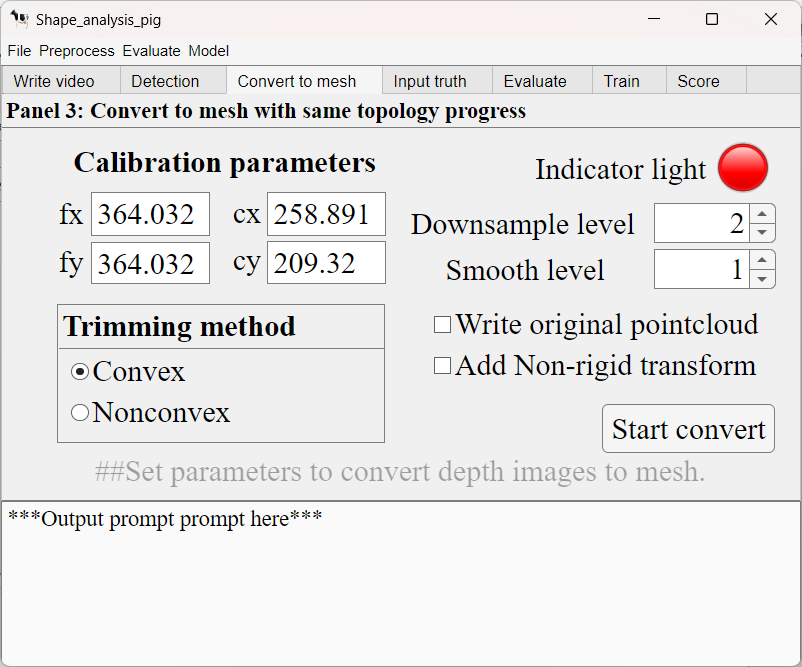 Shape_analysis_pig
File Preprocess Evaluate Model
Write video Detection Convert to mesh Input truth Evaluate Train Score
Panel 3: Convert to mesh with same topology progress
Calibration parameters
fx 364.032 cx 258.891
fy 364.032 cy 209.32
Trimming method
Convex
Nonconvex
Indicator light
Downsample level 2
Smooth level 1
Write original pointcloud
Add Non-rigid transform
Start convert
##Set parameters to convert depth images to mesh.
***Output prompt prompt here***